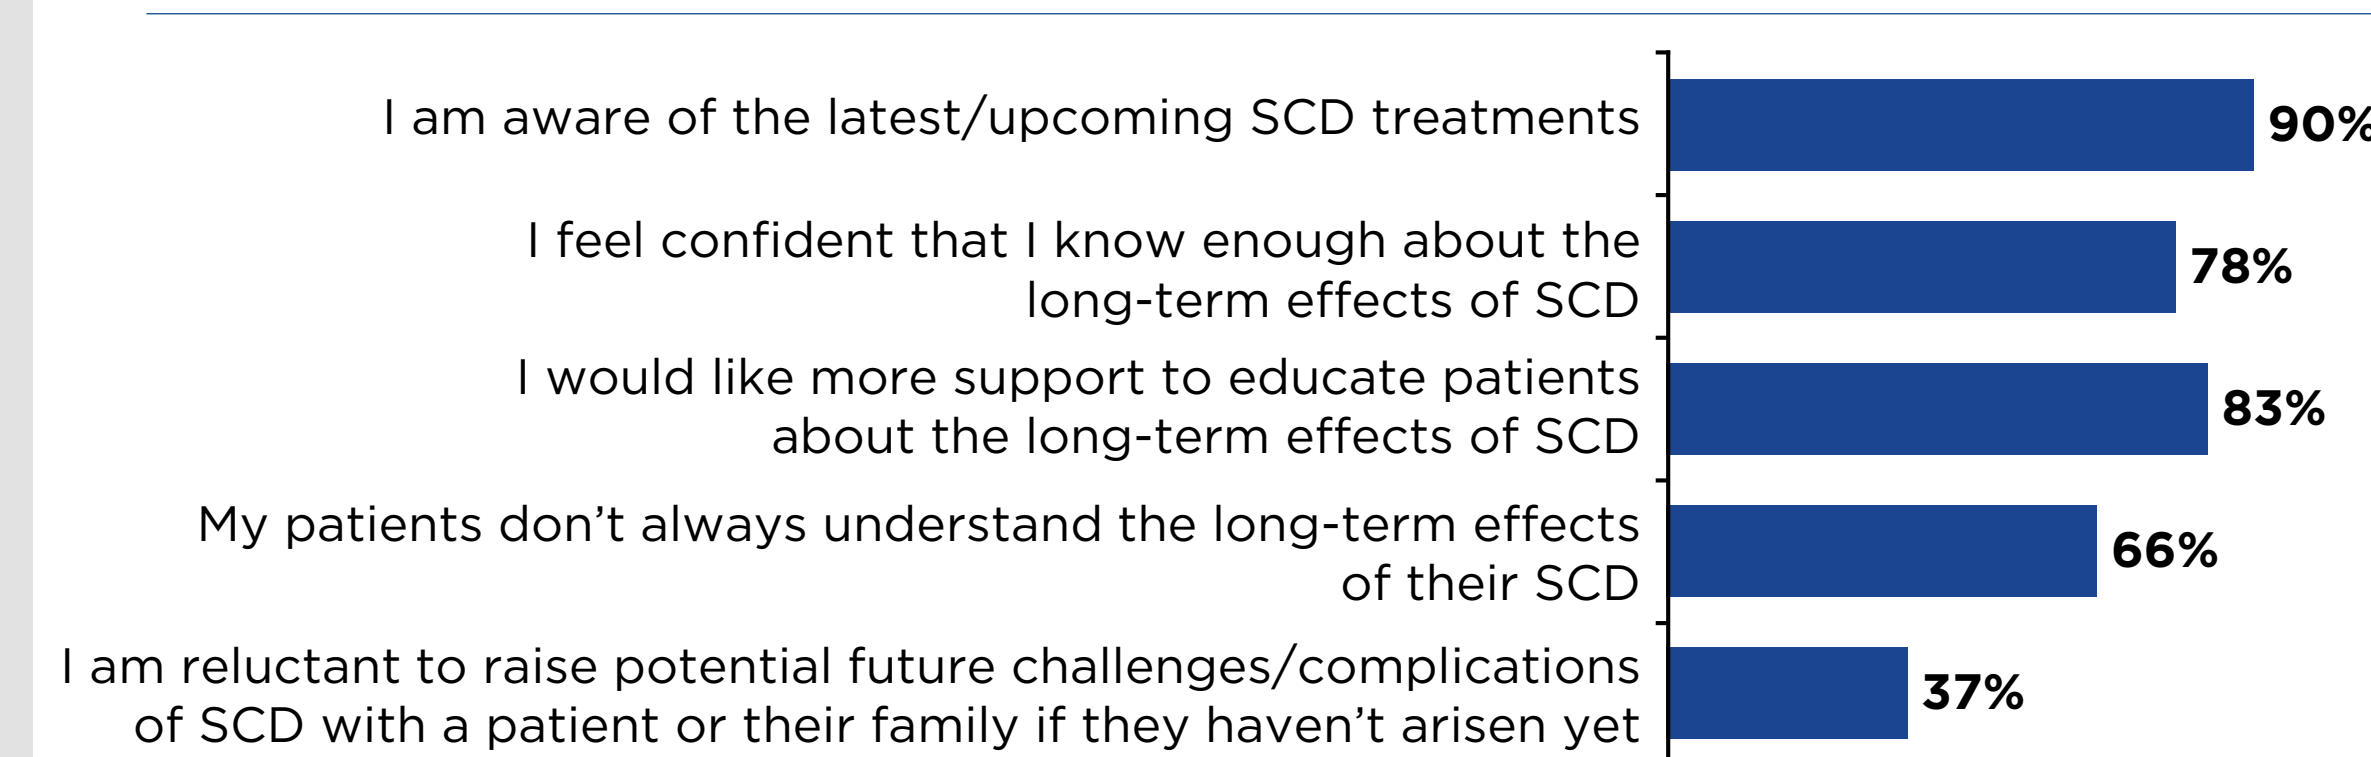 I am aware of the latest/upcoming SCD treatments
90%
I feel confident that I know enough about the
long-term effects of SCD
78%
I would like more support to educate patients
about the long-term effects of SCD
83%
My patients don’t always understand the long-term effects
of their SCD
66%
I am reluctant to raise potential future challenges/complications
of SCD with a patient or their family if they haven’t arisen yet
37%